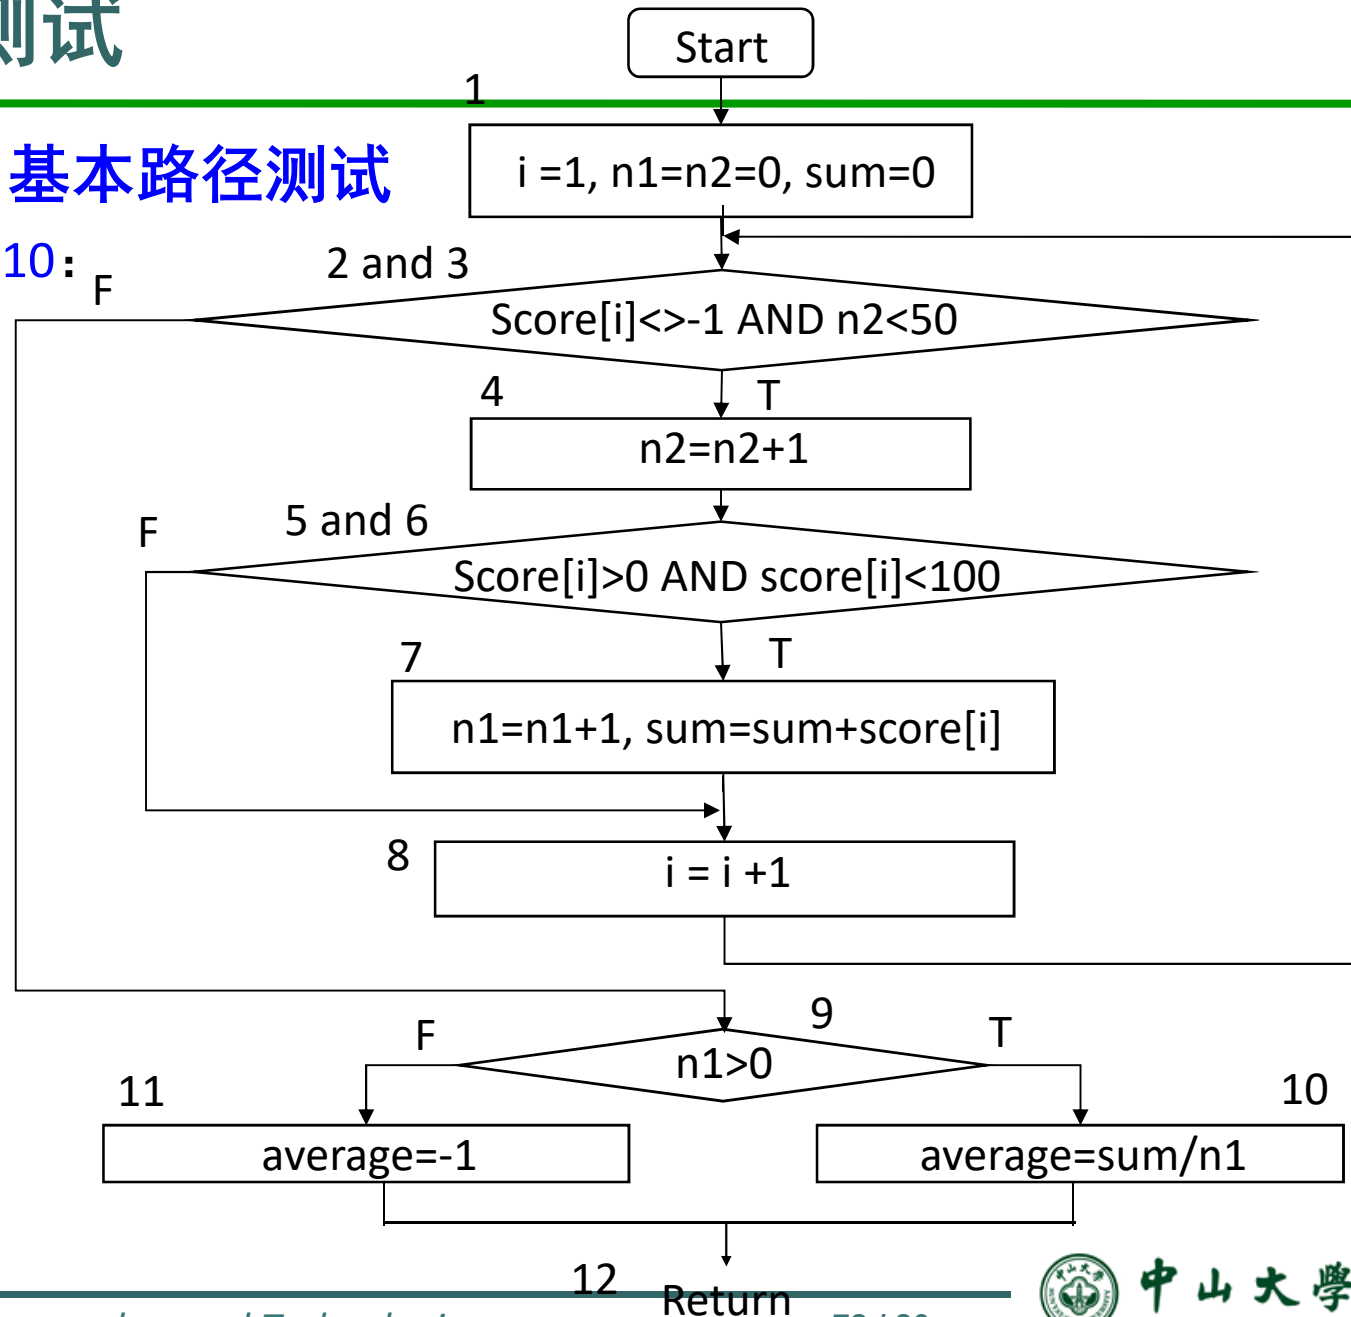 测试
Start
1
基本路径测试
i =1, n1=n2=0, sum=0
10:
F
2 and 3
Score[i]<>-1 AND n2<50
4
T
n2=n2+1
F
5 and 6
Score[i]>0 AND score[i]<100
7
T
n1=n1+1, sum=sum+score[i]
8
i = i +1
9
F
T
n1>0
11
10
average=-1
average=sum/n1
12
Return
中山大學